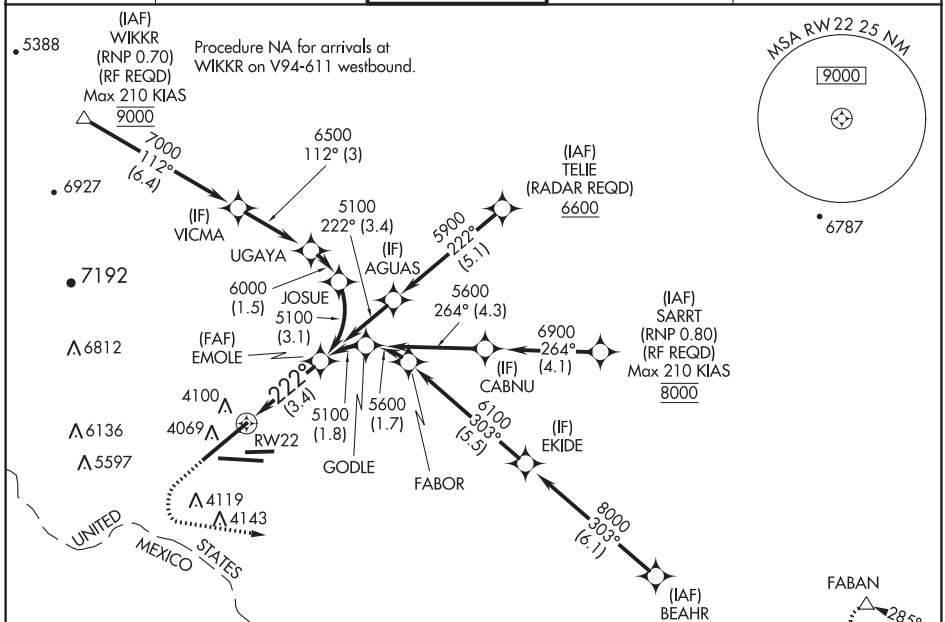 (IAF)
WIKKR
(RNP 0.70)
(RF REQD)
Max 210 KIAS
9000
5388
Procedure NA for arrivals at
WIKKR on V94-611 westbound.
MSA RW22 25 NM
9000
7000
112°
(6.4)
6500
112° (3)
(IAF)
TELIE
(RADAR REQD)
6600
6927
(IF)
VICMA
5100
222° (3.4)
5900
222°
(5.1)
6787
UGAYA
(IF)
AGUAS
7192
6000
(1.5)
JOSUE
5100
(3.1)
5600
264° (4.3)
6900
264°
(4.1)
(IAF)
SARRT
(RNP 0.80)
(RF REQD)
Max 210 KIAS
8000
6812
(FAF)
EMOLE
(IF)
CABNU
222°
(3.4)
4100
5100
(1.8)
5600
(1.7)
6100
303°
(5.5)
4069
RW22
6136
5597
GODLE
FABOR
(IF)
EKIDE
4119
4143
8000
303°
(6.1)
UNITED
STATES
MEXICO
(IAF)
BEAHR
FABAN
285°